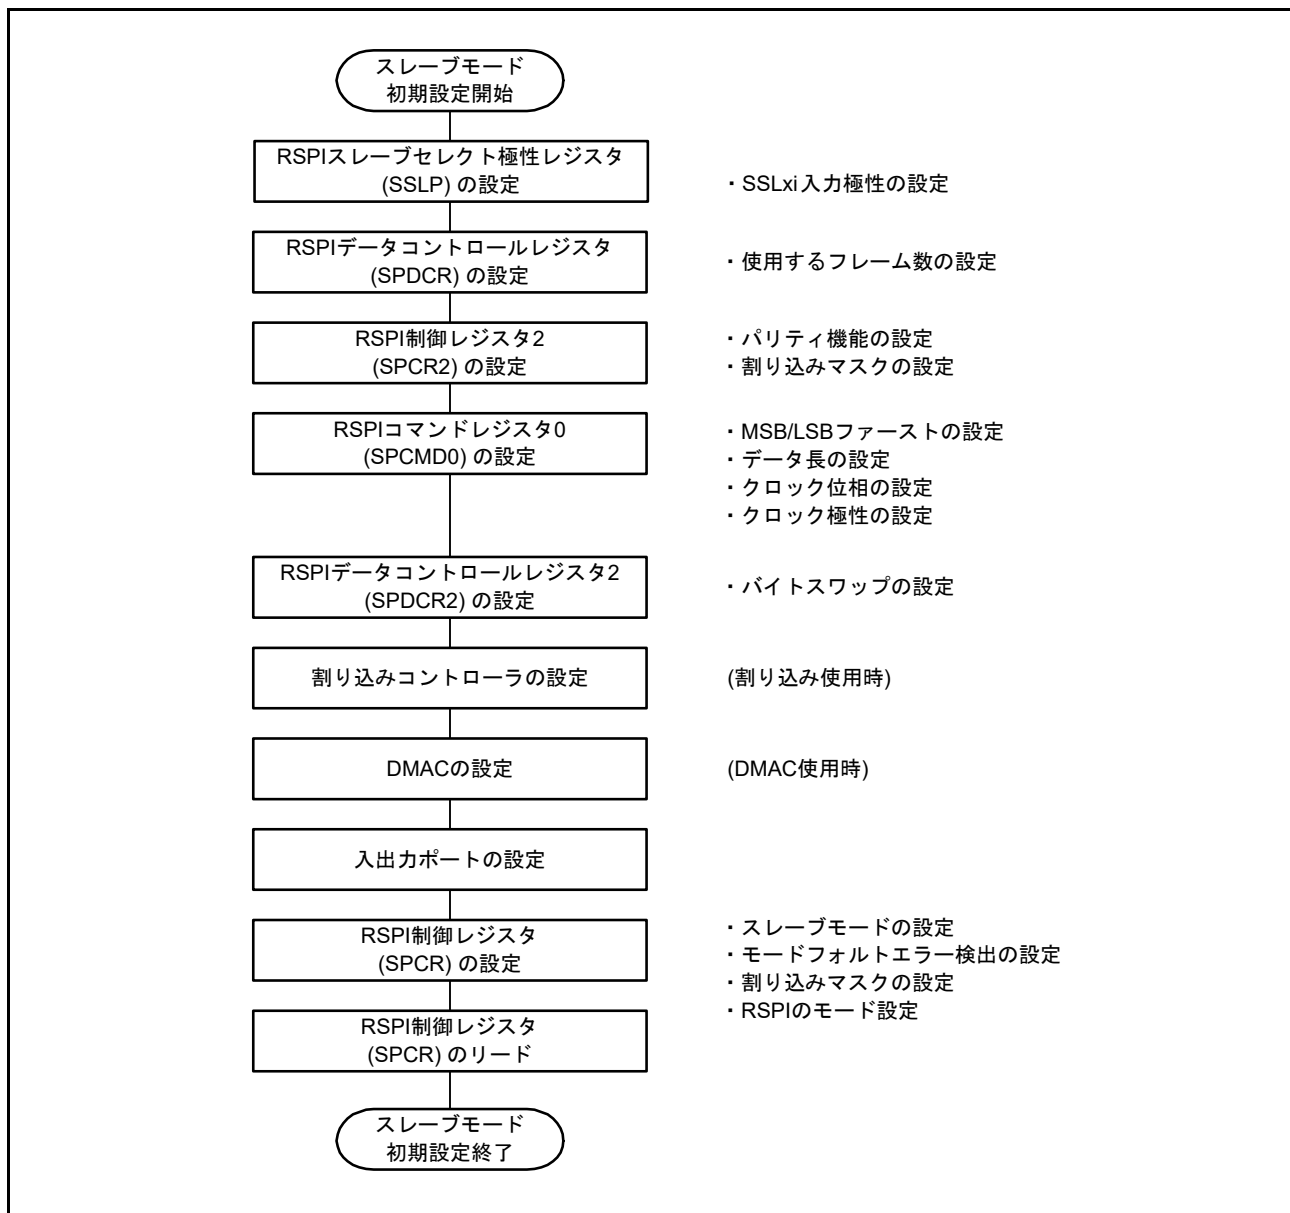 スレーブモード
初期設定開始
RSPIスレーブセレクト極性レジスタ
(SSLP) の設定
・SSLxi入力極性の設定
RSPIデータコントロールレジスタ
(SPDCR) の設定
・使用するフレーム数の設定
RSPI制御レジスタ2
(SPCR2) の設定
・パリティ機能の設定
・割り込みマスクの設定
RSPIコマンドレジスタ0
(SPCMD0) の設定
・MSB/LSBファーストの設定
・データ長の設定
・クロック位相の設定
・クロック極性の設定
RSPIデータコントロールレジスタ2
(SPDCR2) の設定
・バイトスワップの設定
割り込みコントローラの設定
(割り込み使用時)
DMACの設定
(DMAC使用時)
入出力ポートの設定
RSPI制御レジスタ
(SPCR) の設定
・スレーブモードの設定
・モードフォルトエラー検出の設定
・割り込みマスクの設定
・RSPIのモード設定
RSPI制御レジスタ
(SPCR) のリード
スレーブモード
初期設定終了